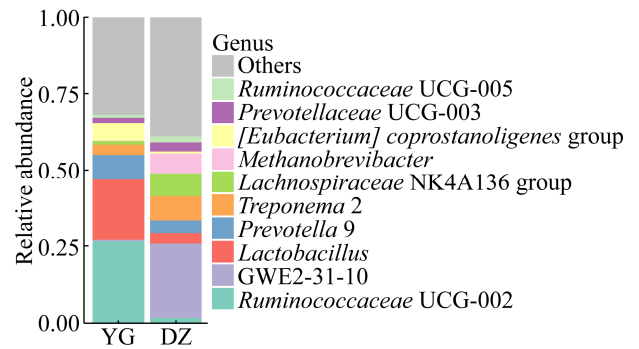 Relative abundance
1.00
0.75
0.50
0.25
0.00
YG DZ
Genus
Others
Ruminococcaceae UCG-005
Prevotellaceae UCG-003
[Eubacterium] coprostanoligenes group
Methanobrevibacter
Lachnospiraceae NK4A136 group
Treponema 2
Prevotella 9
Lactobacillus
GWE2-31-10
Ruminococcaceae UCG-002